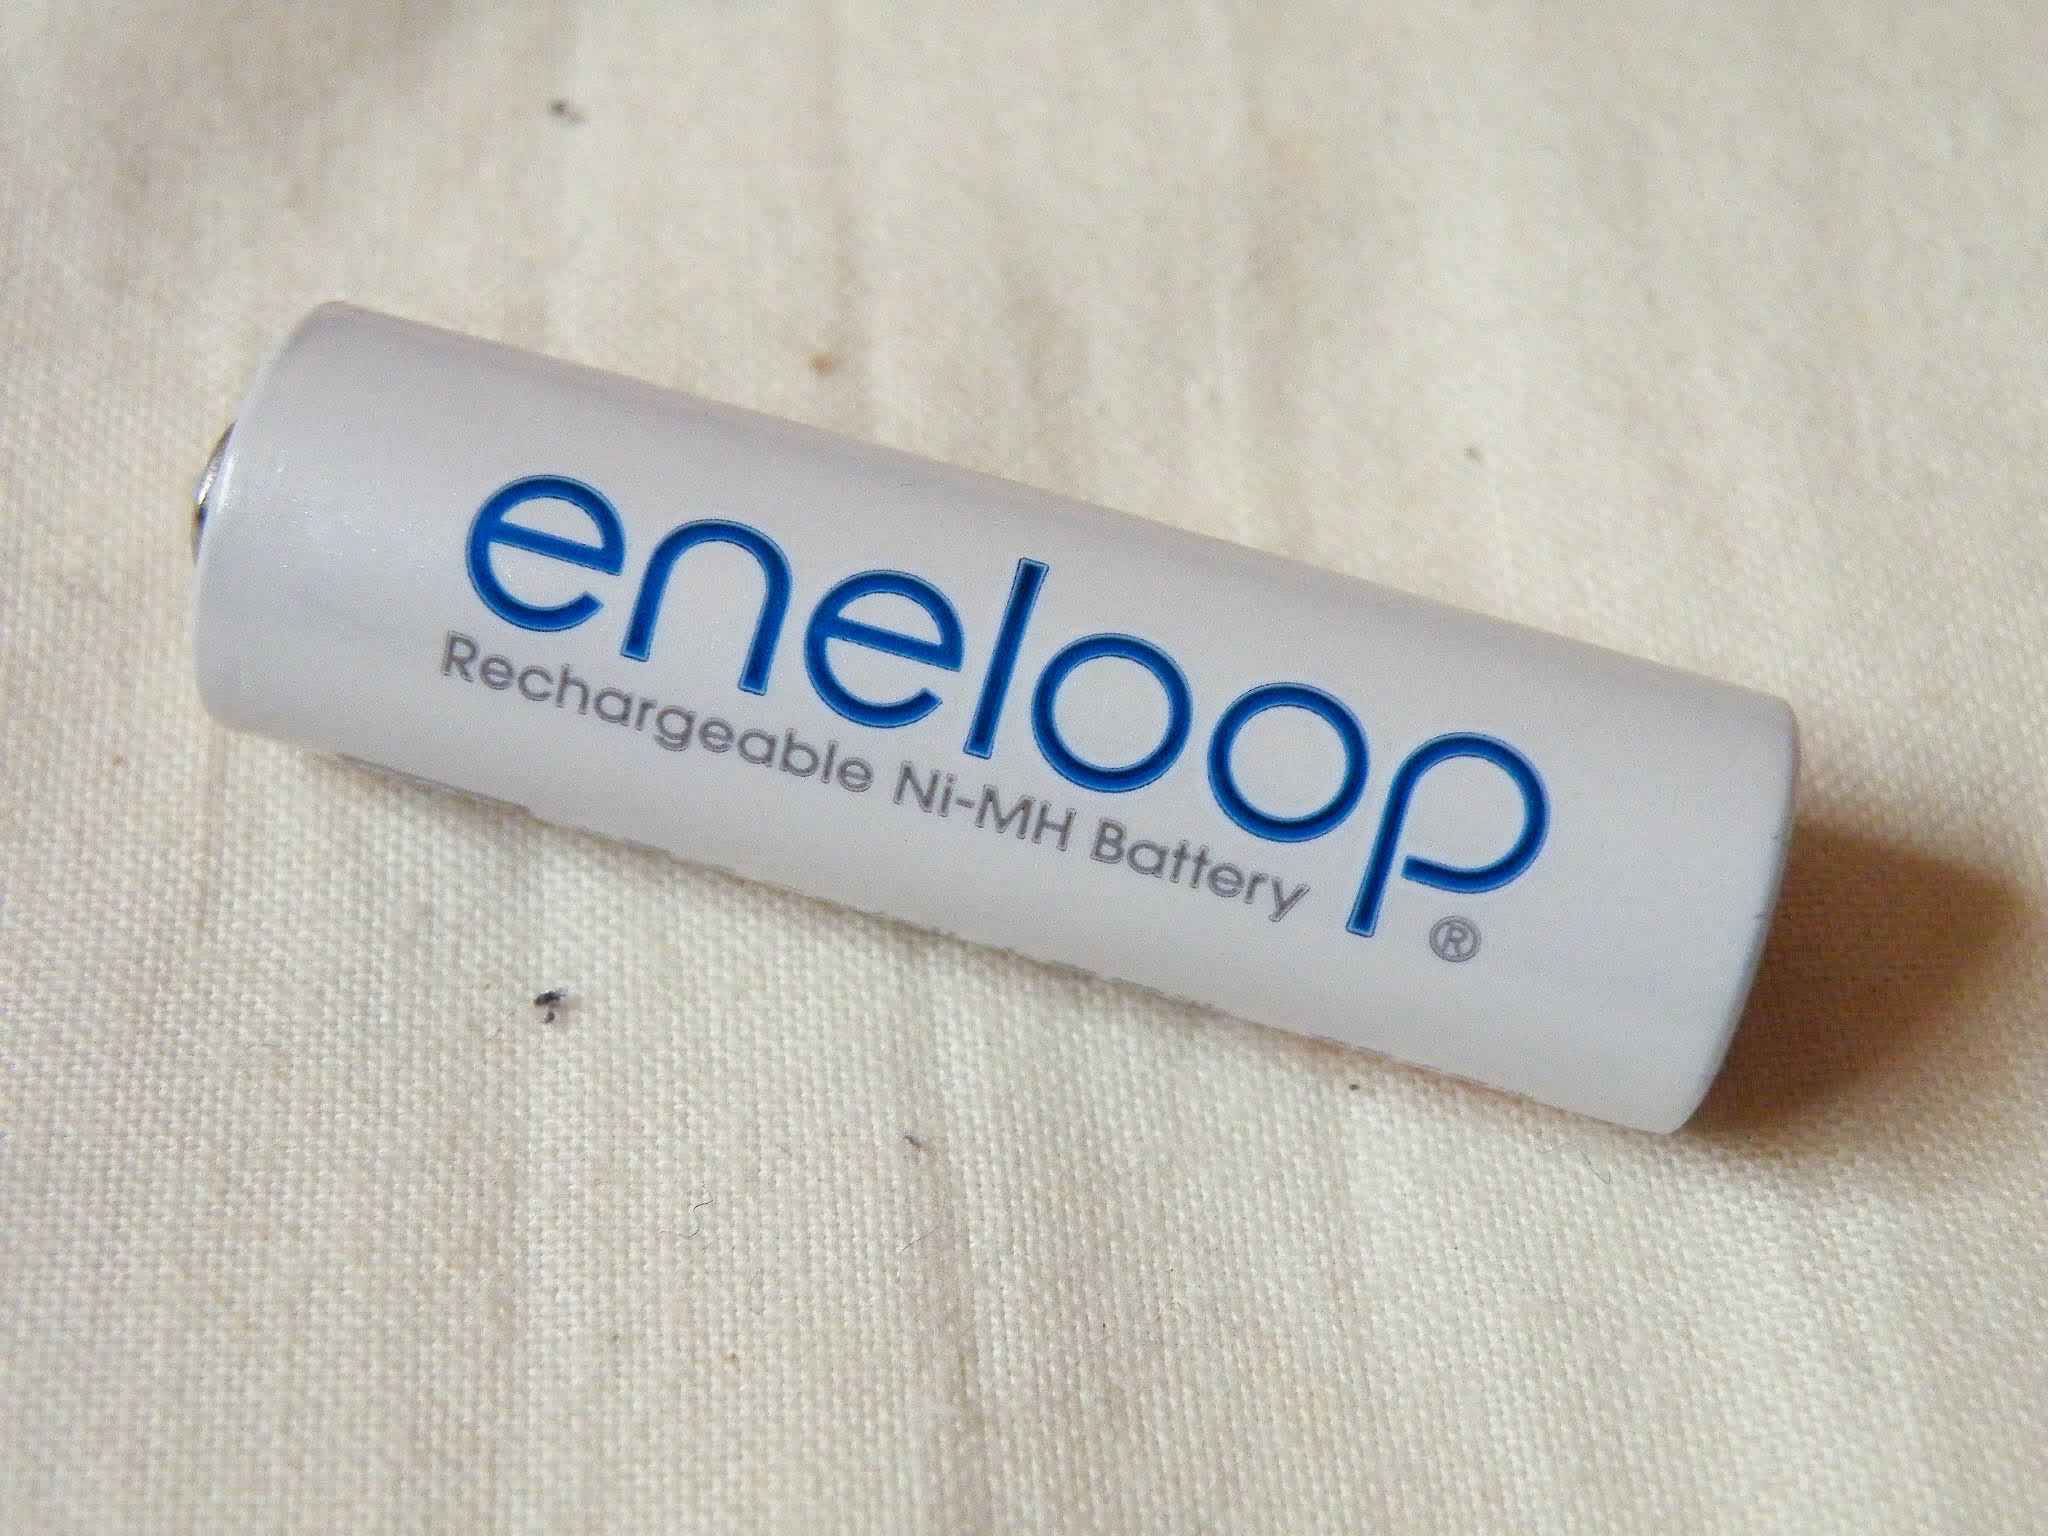 eneloop
Rechargeable Ni-MH Battery ®